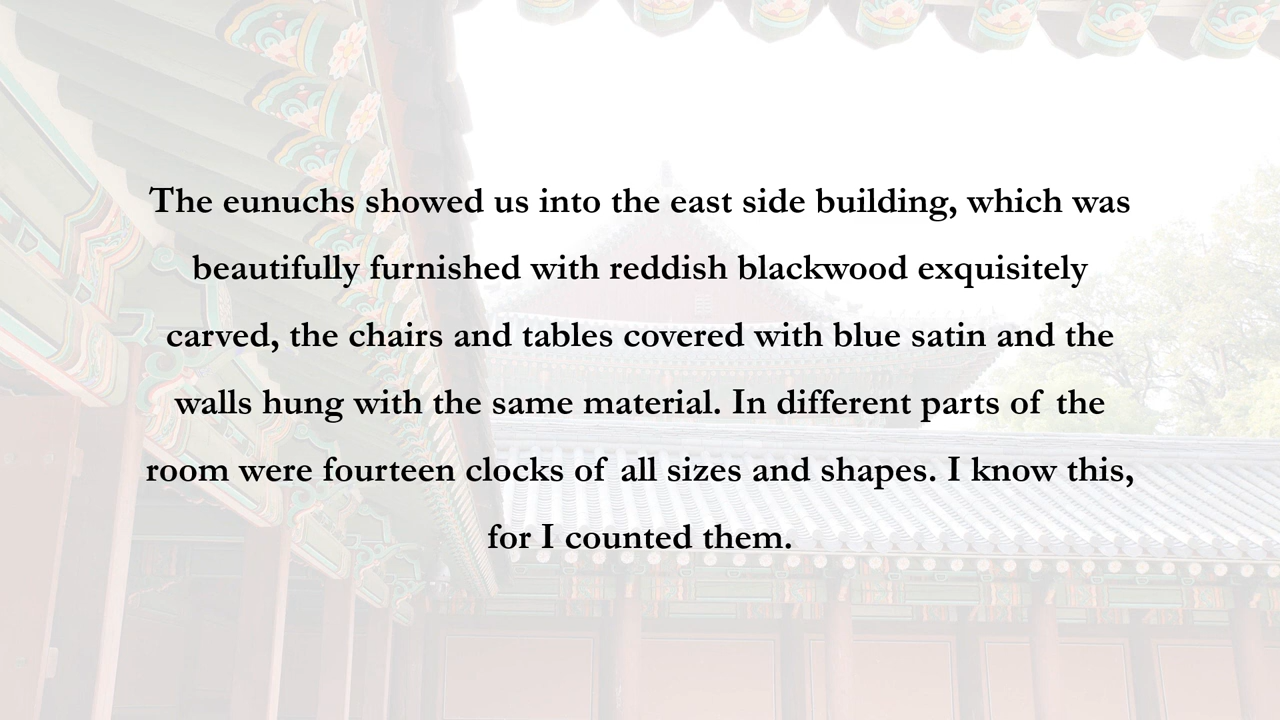 The eunuchs showed us into the east side building, which was
beautifully furnished with reddish blackwood exquisitely
carved, the chairs and tables covered with blue satin and the
walls hung with the same material. In different parts of the
room were fourteen clocks of all sizes and shapes. I know this,
for I counted them.